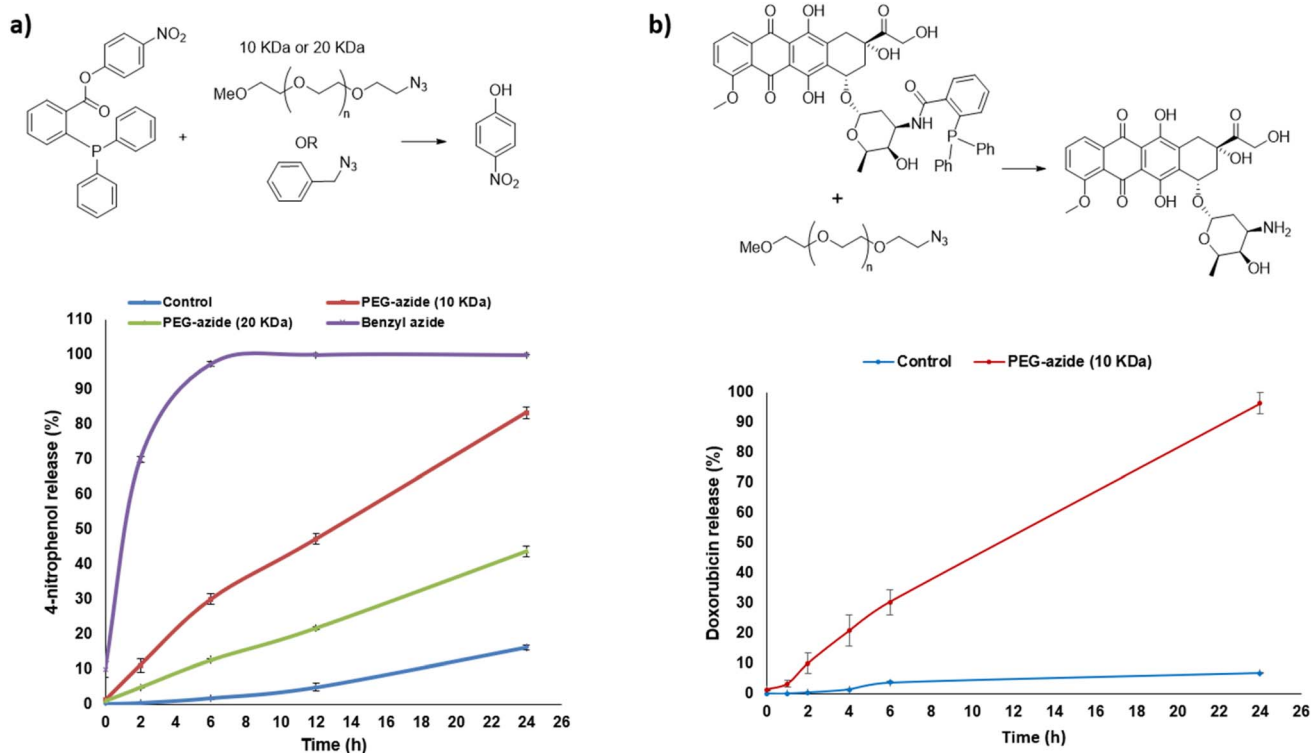 a)
NO₂
O
O
P
+
10 KDa or 20 KDa
MeO
O
n
O
N₃
OR
N₃
OH
NO₂
Control
PEG-azide (10 KDa)
PEG-azide (20 KDa)
Benzyl azide
4-nitrophenol release (%)
110
100
90
80
70
60
50
40
30
20
10
0
0 2 4 6 8 10 12 14 16 18 20 22 24 26
Time (h)
b)
O OH O OH
OH
O O OH O
O
O NH
OH
P
Ph Ph
+
MeO
O
n
O
N₃
O OH O OH
OH
O O OH O
O
NH₂
OH
Control
PEG-azide (10 KDa)
Doxorubicin release (%)
100
90
80
70
60
50
40
30
20
10
0
0 2 4 6 8 10 12 14 16 18 20 22 24 26
Time (h)